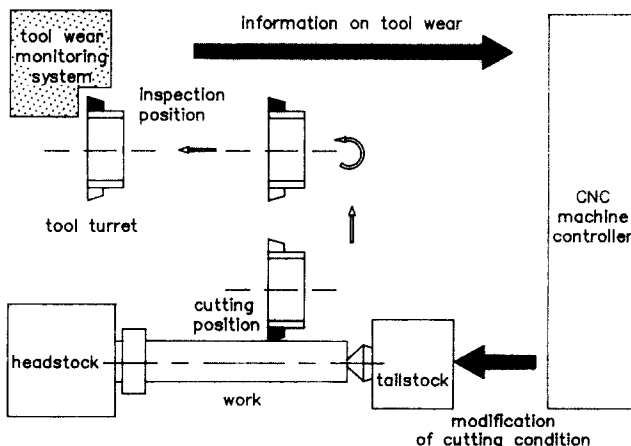 tool wear
monitoring
system
information on tool wear
inspection
position
tool turret
CNC
machine
controller
cutting
position
headstock
tailstock
work
modification
of cutting condition